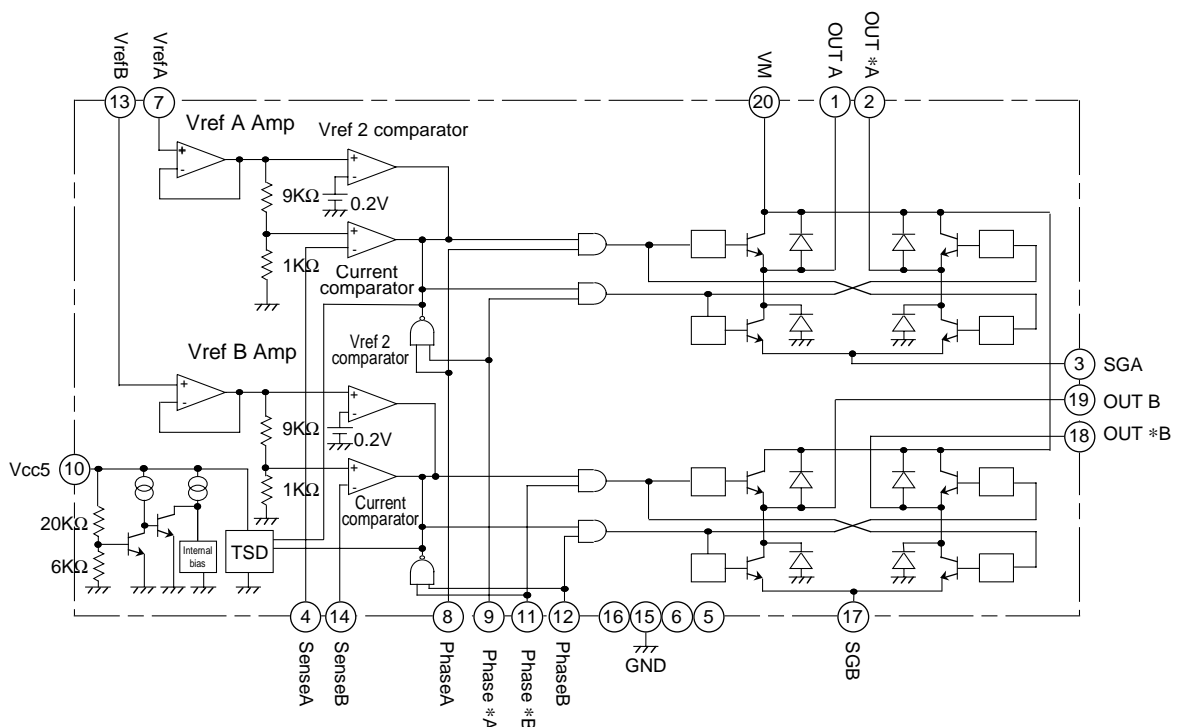 VrefB
VrefA
VM
OUT A
OUT *A
13
7
20
1
2
Vref A Amp
Vref 2 comparator
+
-
+
-
9KΩ
0.2V
+
-
1KΩ
Current
comparator
Vref 2
comparator
Vref B Amp
3
SGA
19
OUT B
18
OUT *B
+
-
+
-
9KΩ
0.2V
Vcc5
10
+
-
1KΩ
Current
comparator
20KΩ
6KΩ
Internal
bias
TSD
4
14
8
9
11
12
16
15
6
5
17
GND
SenseA
SenseB
PhaseA
Phase *A
Phase *B
PhaseB
SGB